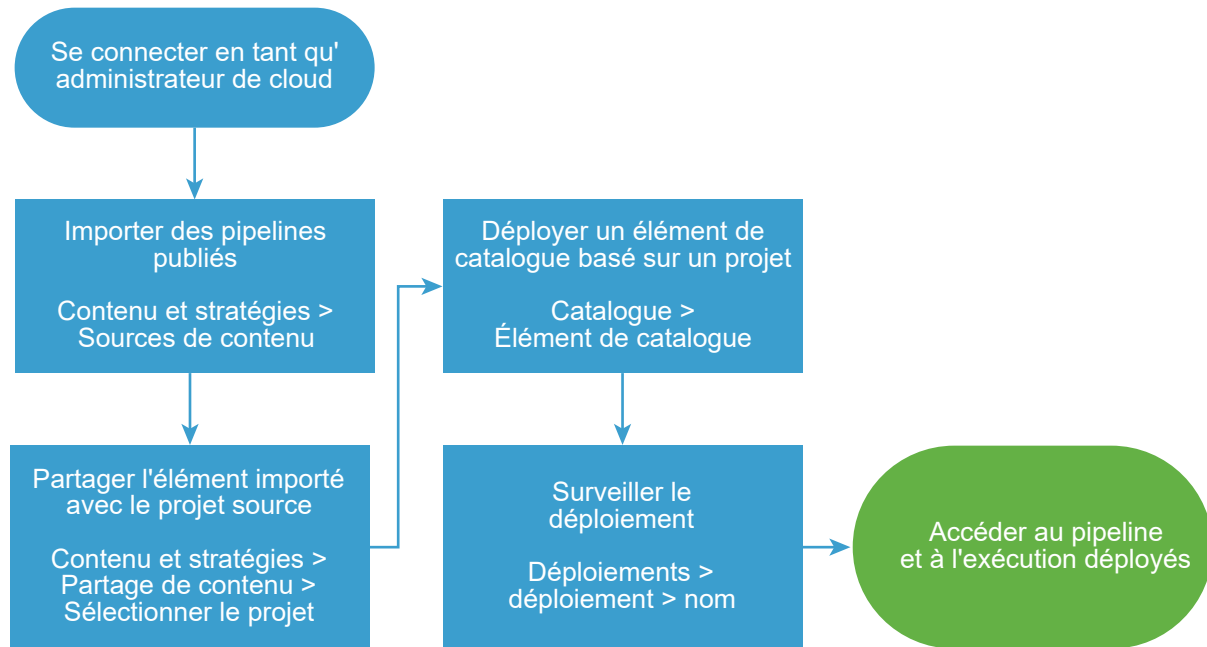 Se connecter en tant qu'
administrateur de cloud
Importer des pipelines
publiés
Contenu et stratégies >
Sources de contenu
Partager l'élément importé
avec le projet source
Contenu et stratégies >
Partage de contenu >
Sélectionner le projet
Déployer un élément de
catalogue basé sur un projet
Catalogue >
Élément de catalogue
Surveiller le
déploiement
Déploiements >
déploiement > nom
Accéder au pipeline
et à l'exécution déployés